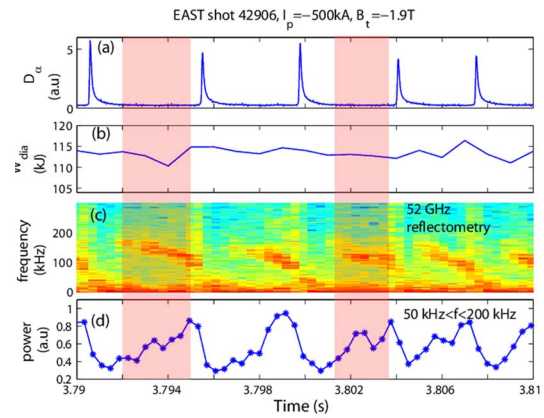 EAST shot 42906, I_p=−500kA, B_t=−1.9T
(a)
D_α
(a.u)
5
0
(b)
dia
(kJ)
120
115
110
105
(c)
52 GHz
reflectometry
frequency
(kHz)
200
100
0
(d)
50 kHz<f<200 kHz
power
(a.u)
1
0.8
0.6
0.4
0.2
3.79 3.794 3.798 3.802 3.806 3.81
Time (s)